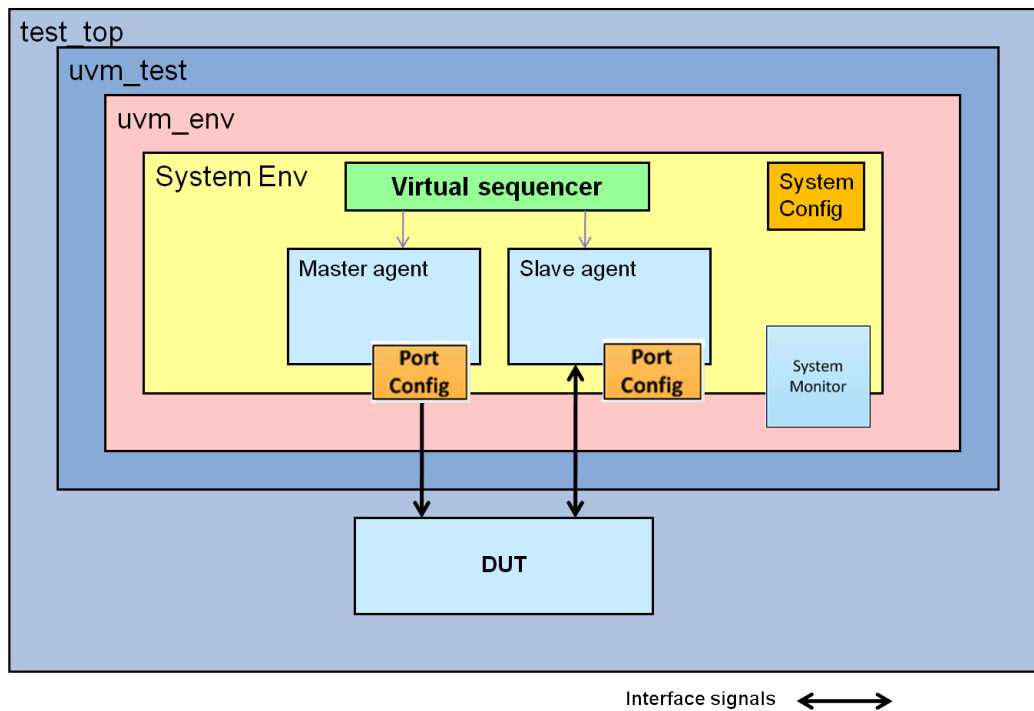 test_top
uvm_test
uvm_env
System Env
Virtual sequencer
System
Config
Master agent
Slave agent
Port
Config
Port
Config
System
Monitor
DUT
Interface signals